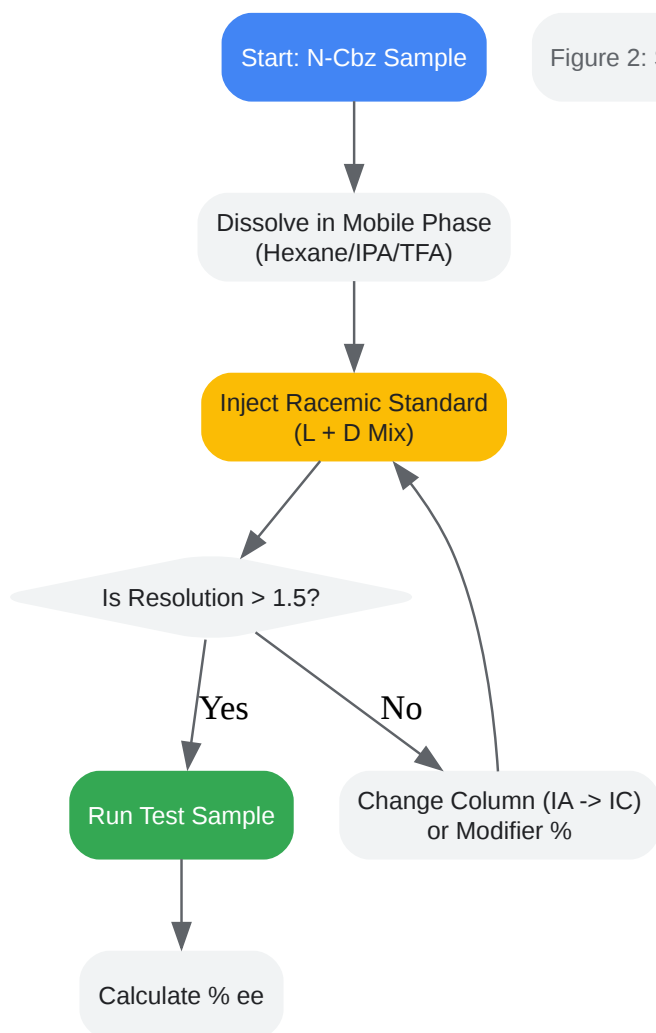 Start: N-Cbz Sample
Figure 2:
Dissolve in Mobile Phase
(Hexane/IPA/TFA)
Inject Racemic Standard
(L + D Mix)
Is Resolution > 1.5?
Yes
No
Run Test Sample
Change Column (IA -> IC)
or Modifier %
Calculate % ee